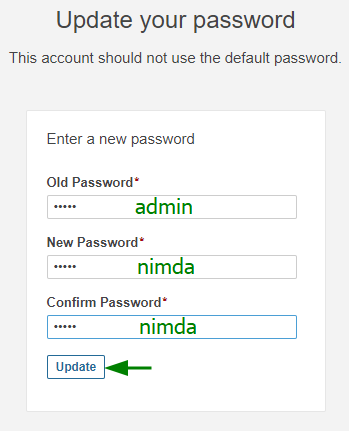 Update your password
This account should not use the default password.
Enter a new password
Old Password*
••••• admin
New Password*
••••• nimda
Confirm Password*
••••• nimda
Update